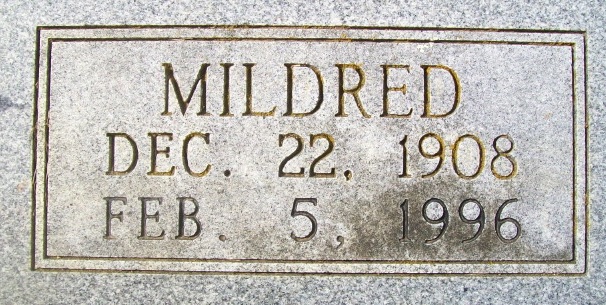 MILDRED
DEC. 22, 1908
FEB. 5, 1996